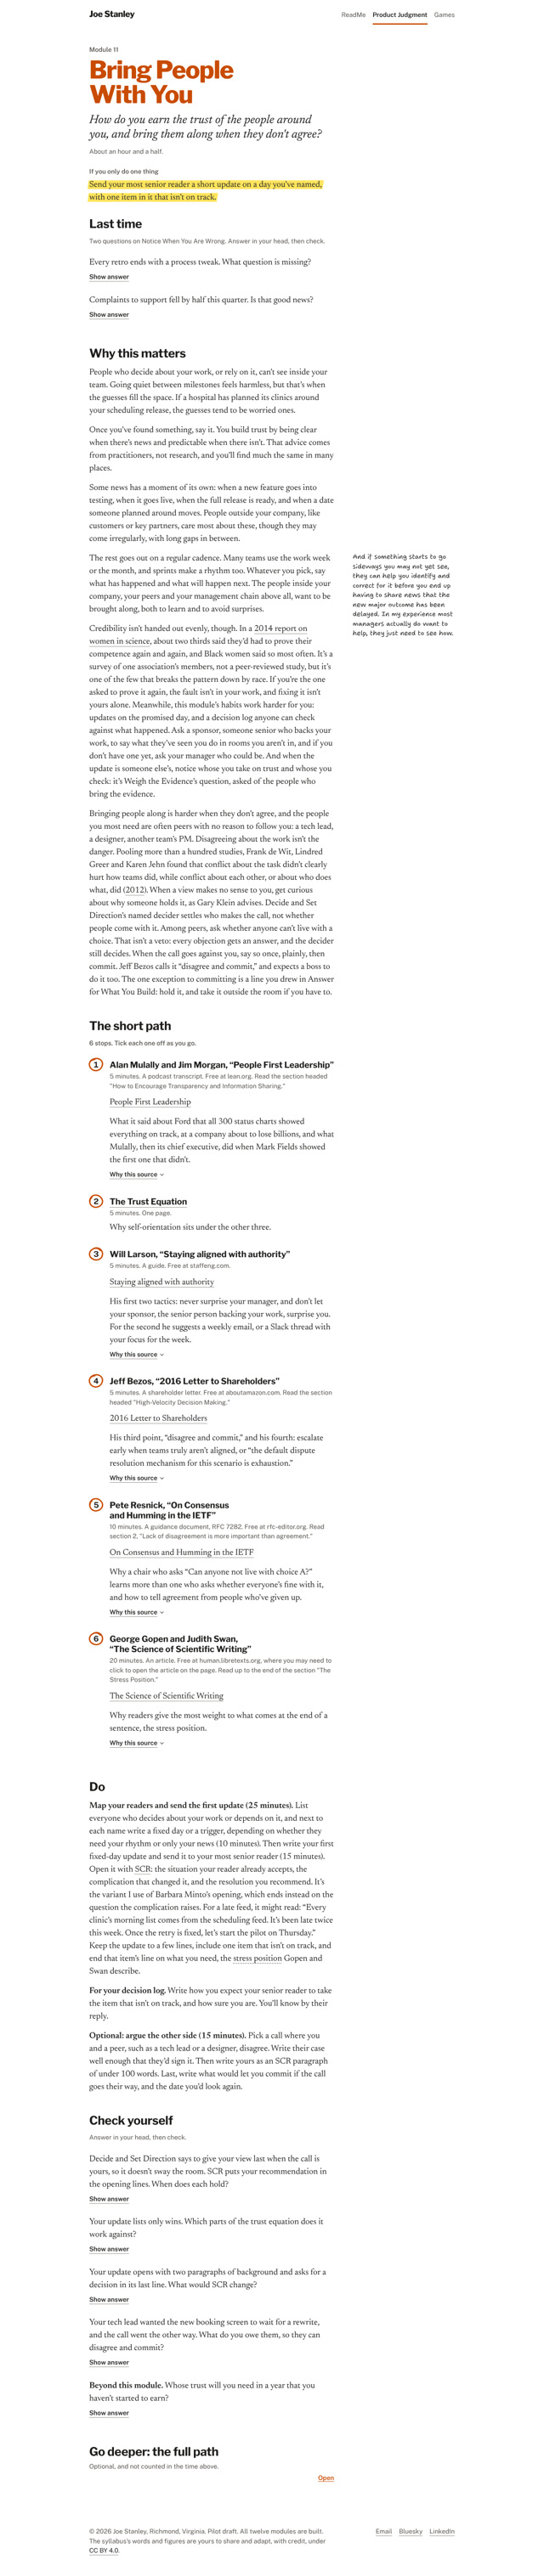 Joe Stanley
ReadMe Product Judgment Games
Module 11
Bring People
With You
How do you earn the trust of the people around
you, and bring them along when they don't agree?
About an hour and a half.
If you only do one thing
Send your most senior reader a short update on a day you've named,
with one item in it that isn't on track.
Last time
Two questions on Notice When You Are Wrong. Answer in your head, then check.
Every retro ends with a process tweak. What question is missing?
Show answer
Complaints to support fell by half this quarter. Is that good news?
Show answer
Why this matters
People who decide about your work, or rely on it, can't see inside your
team. Going quiet between milestones feels harmless, but that's when
the guesses fill the space. If a hospital has planned its clinics around
your scheduling release, the guesses tend to be worried ones.
Once you've found something, say it. You build trust by being clear
when there's news and predictable when there isn't. That advice comes
from practitioners, not research, and you'll find much the same in many
places.
Some news has a moment of its own: when a new feature goes into
testing, when it goes live, when the full release is ready, and when a date
someone planned around moves. People outside your company, like
customers or key partners, care most about these, though they may
come irregularly, with long gaps in between.
The rest goes out on a regular cadence. Many teams use the work week
or the month, and sprints make a rhythm too. Whatever you pick, say
what has happened and what will happen next. The people inside your
company, your peers and your management chain above all, want to be
brought along, both to learn and to avoid surprises.
And if something starts to go
sideways you may not yet see,
they can help you identify and
correct for it before you end up
having to share news that the
new major outcome has been
delayed. In my experience most
managers actually do want to
help, they just need to see how.
Credibility isn't handed out evenly, though. In a 2014 report on
women in science, about two thirds said they'd had to prove their
competence again and again, and Black women said so most often. It's a
survey of one association's members, not a peer-reviewed study, but it's
one of the few that breaks the pattern down by race. If you're the one
asked to prove it again, the fault isn't in your work, and fixing it isn't
yours alone. Meanwhile, this module's habits work harder for you:
updates on the promised day, and a decision log anyone can check
against what happened. Ask a sponsor, someone senior who backs your
work, to say what they've seen you do in rooms you aren't in, and if you
don't have one yet, ask your manager who could be. And when the
update is someone else's, notice whose you take on trust and whose you
check: it's Weigh the Evidence's question, asked of the people who
bring the evidence.
Bringing people along is harder when they don't agree, and the people
you most need are often peers with no reason to follow you: a tech lead,
a designer, another team's PM. Disagreeing about the work isn't the
danger. Pooling more than a hundred studies, Frank de Wit, Lindred
Greer and Karen Jehn found that conflict about the task didn't clearly
hurt how teams did, while conflict about each other, or about who does
what, did (2012). When a view makes no sense to you, get curious
about why someone holds it, as Gary Klein advises. Decide and Set
Direction's named decider settles who makes the call, not whether
people come with it. Among peers, ask whether anyone can't live with a
choice. That isn't a veto: every objection gets an answer, and the decider
still decides. When the call goes against you, say so once, plainly, then
commit. Jeff Bezos calls it "disagree and commit," and expects a boss to
do it too. The one exception to committing is a line you drew in Answer
for What You Build: hold it, and take it outside the room if you have to.
The short path
6 stops. Tick each one off as you go.
1 Alan Mulally and Jim Morgan, "People First Leadership"
5 minutes. A podcast transcript. Free at lean.org. Read the section headed
"How to Encourage Transparency and Information Sharing."
People First Leadership
What it said about Ford that all 300 status charts showed
everything on track, at a company about to lose billions, and what
Mulally, then its chief executive, did when Mark Fields showed
the first one that didn't.
Why this source
2 The Trust Equation
5 minutes. One page.
Why self-orientation sits under the other three.
3 Will Larson, "Staying aligned with authority"
5 minutes. A guide. Free at staffeng.com.
Staying aligned with authority
His first two tactics: never surprise your manager, and don't let
your sponsor, the senior person backing your work, surprise you.
For the second he suggests a weekly email, or a Slack thread with
your focus for the week.
Why this source
4 Jeff Bezos, "2016 Letter to Shareholders"
5 minutes. A shareholder letter. Free at aboutamazon.com. Read the section
headed "High-Velocity Decision Making."
2016 Letter to Shareholders
His third point, "disagree and commit," and his fourth: escalate
early when teams truly aren't aligned, or "the default dispute
resolution mechanism for this scenario is exhaustion."
Why this source
5 Pete Resnick, "On Consensus
and Humming in the IETF"
10 minutes. A guidance document, RFC 7282. Free at rfc-editor.org. Read
section 2, "Lack of disagreement is more important than agreement."
On Consensus and Humming in the IETF
Why a chair who asks "Can anyone not live with choice A?"
learns more than one who asks whether everyone's fine with it,
and how to tell agreement from people who've given up.
Why this source
6 George Gopen and Judith Swan,
"The Science of Scientific Writing"
20 minutes. An article. Free at human.libretexts.org, where you may need to
click to open the article on the page. Read up to the end of the section "The
Stress Position."
The Science of Scientific Writing
Why readers give the most weight to what comes at the end of a
sentence, the stress position.
Why this source
Do
Map your readers and send the first update (25 minutes). List
everyone who decides about your work or depends on it, and next to
each name write a fixed day or a trigger, depending on whether they
need your rhythm or only your news (10 minutes). Then write your first
fixed-day update and send it to your most senior reader (15 minutes).
Open it with SCR: the situation your reader already accepts, the
complication that changed it, and the resolution you recommend. It's
the variant I use of Barbara Minto's opening, which ends instead on the
question the complication raises. For a late feed, it might read: "Every
clinic's morning list comes from the scheduling feed. It's been late twice
this week. Once the retry is fixed, let's start the pilot on Thursday."
Keep the update to a few lines, include one item that isn't on track, and
end that item's line on what you need, the stress position Gopen and
Swan describe.
For your decision log. Write how you expect your senior reader to take
the item that isn't on track, and how sure you are. You'll know by their
reply.
Optional: argue the other side (15 minutes). Pick a call where you
and a peer, such as a tech lead or a designer, disagree. Write their case
well enough that they'd sign it. Then write yours as an SCR paragraph
of under 100 words. Last, write what would let you commit if the call
goes their way, and the date you'd look again.
Check yourself
Answer in your head, then check.
Decide and Set Direction says to give your view last when the call is
yours, so it doesn't sway the room. SCR puts your recommendation in
the opening lines. When does each hold?
Show answer
Your update lists only wins. Which parts of the trust equation does it
work against?
Show answer
Your update opens with two paragraphs of background and asks for a
decision in its last line. What would SCR change?
Show answer
Your tech lead wanted the new booking screen to wait for a rewrite,
and the call went the other way. What do you owe them, so they can
disagree and commit?
Show answer
Beyond this module. Whose trust will you need in a year that you
haven't started to earn?
Show answer
Go deeper: the full path
Optional, and not counted in the time above.
Open
© 2026 Joe Stanley, Richmond, Virginia. Pilot draft. All twelve modules are built.
The syllabus's words and figures are yours to share and adapt, with credit, under
CC BY 4.0.
Email Bluesky LinkedIn